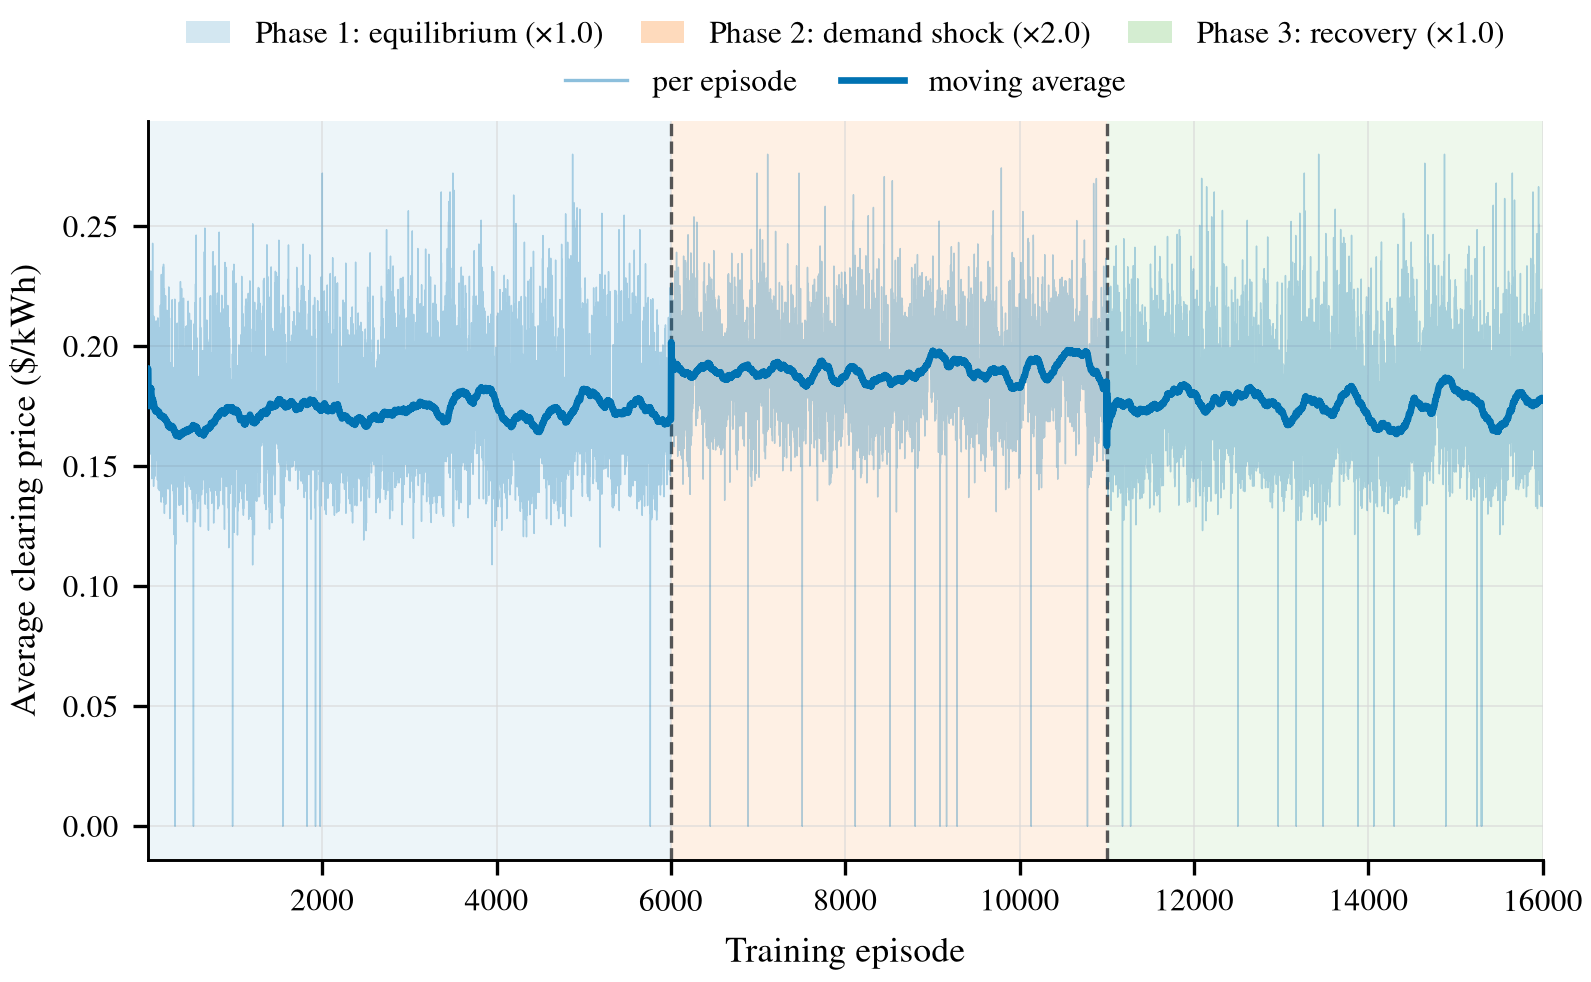 Phase 1: equilibrium (×1.0) Phase 2: demand shock (×2.0) Phase 3: recovery (×1.0)
per episode moving average
Average clearing price ($/kWh)
0.25
0.20
0.15
0.10
0.05
0.00
2000 4000 6000 8000 10000 12000 14000 16000
Training episode